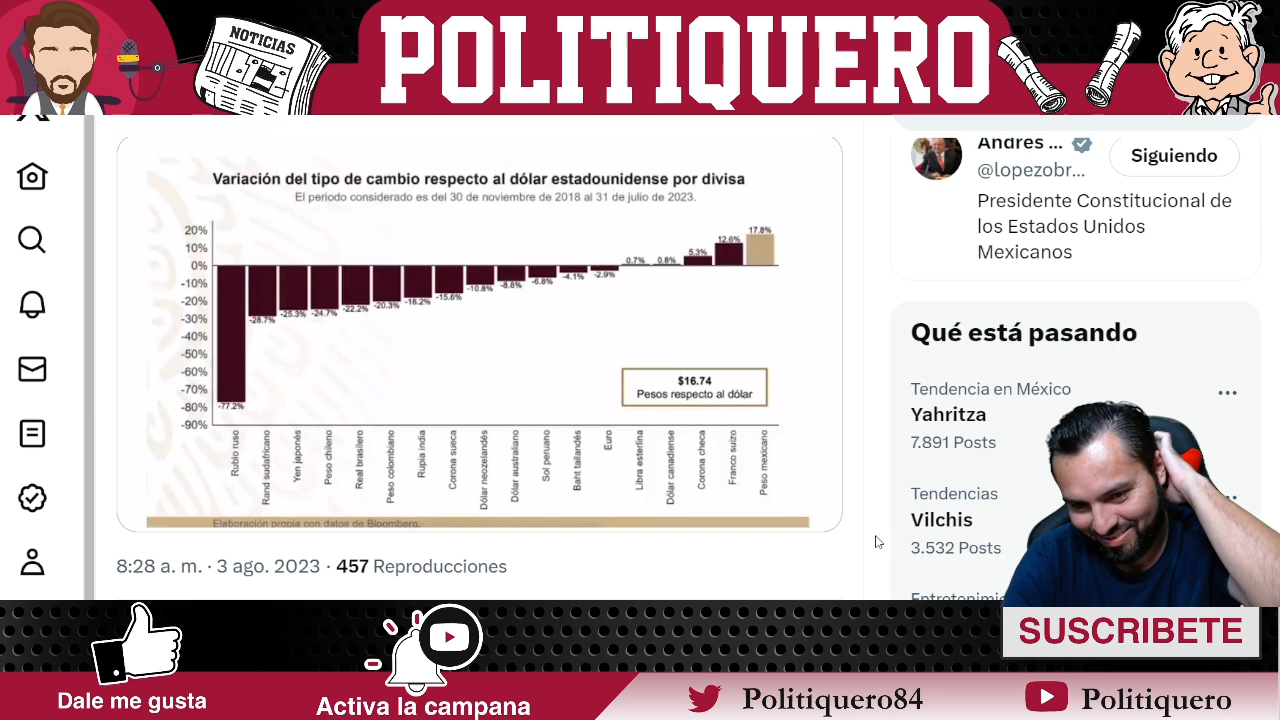 NOTICIAS
POLITIQUERO
Variación del tipo de cambio respecto al dólar estadounidense por divisa
El periodo considerado es del 30 de noviembre de 2018 al 31 de julio de 2023.
20%
10%
0%
-10%
-20%
-30%
-40%
-50%
-60%
-70%
-80%
-90%
-77.2%
-28.7%
-25.3%
-24.7%
-22.2%
-20.3%
-18.2%
-15.6%
-10.8%
-8.8%
-6.8%
-4.1%
-2.9%
0.7%
0.8%
5.3%
12.6%
17.8%
$16.74
Pesos respecto al dólar
Rublo ruso
Rand sudafricano
Yen japonés
Peso chileno
Real brasilero
Peso colombiano
Rupia india
Corona sueca
Dólar neozelandés
Dólar australiano
Sol peruano
Baht tailandés
Euro
Libra esterlina
Dólar canadiense
Corona checa
Franco suizo
Peso mexicano
Elaboración propia con datos de Bloomberg.
8:28 a. m. · 3 ago. 2023 · 457 Reproducciones
Andrés ...
@lopezobr...
Siguiendo
Presidente Constitucional de
los Estados Unidos
Mexicanos
Qué está pasando
Tendencia en México
Yahritza
7.891 Posts
Tendencias
Vilchis
3.532 Posts
SUSCRIBETE
Dale me gusta
Activa la campana
Politiquero84
Politiquero